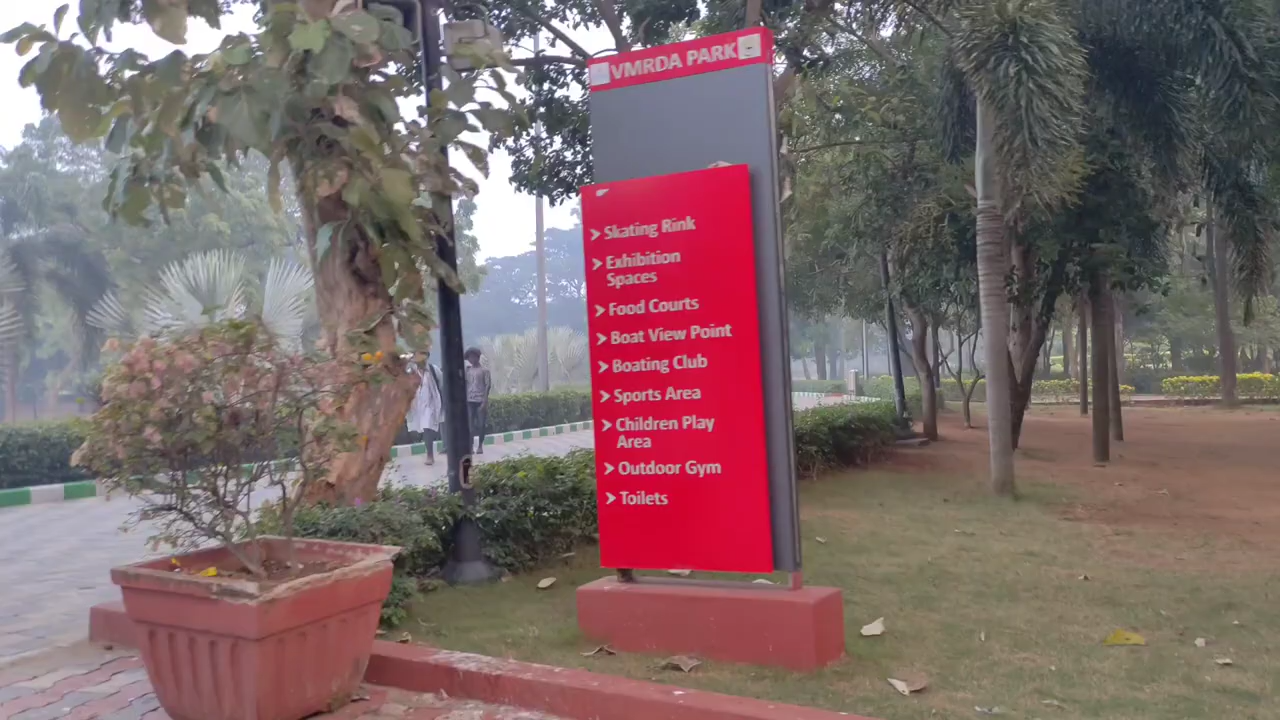 VMRDA PARK
> Skating Rink
> Exhibition
Spaces
> Food Courts
> Boat View Point
> Boating Club
> Sports Area
> Children Play
Area
> Outdoor Gym
> Toilets